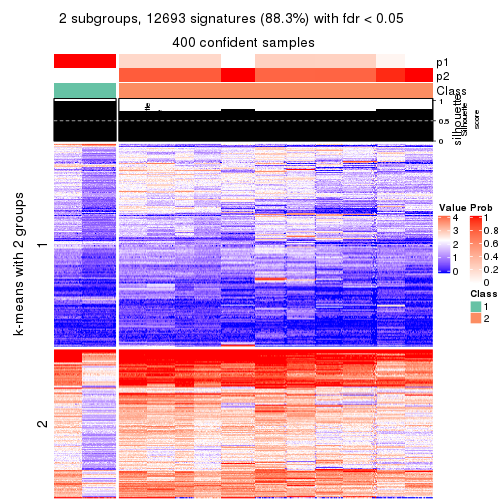 2 subgroups, 12693 signatures (88.3%) with fdr < 0.05
400 confident samples
p1
p2
Class
1
0.5
0
silhouette
Silhouette
score
k-means with 2 groups
1
2
Value
4
3
2
1
0
Prob
1
0.8
0.6
0.4
0.2
0
Class
1
2